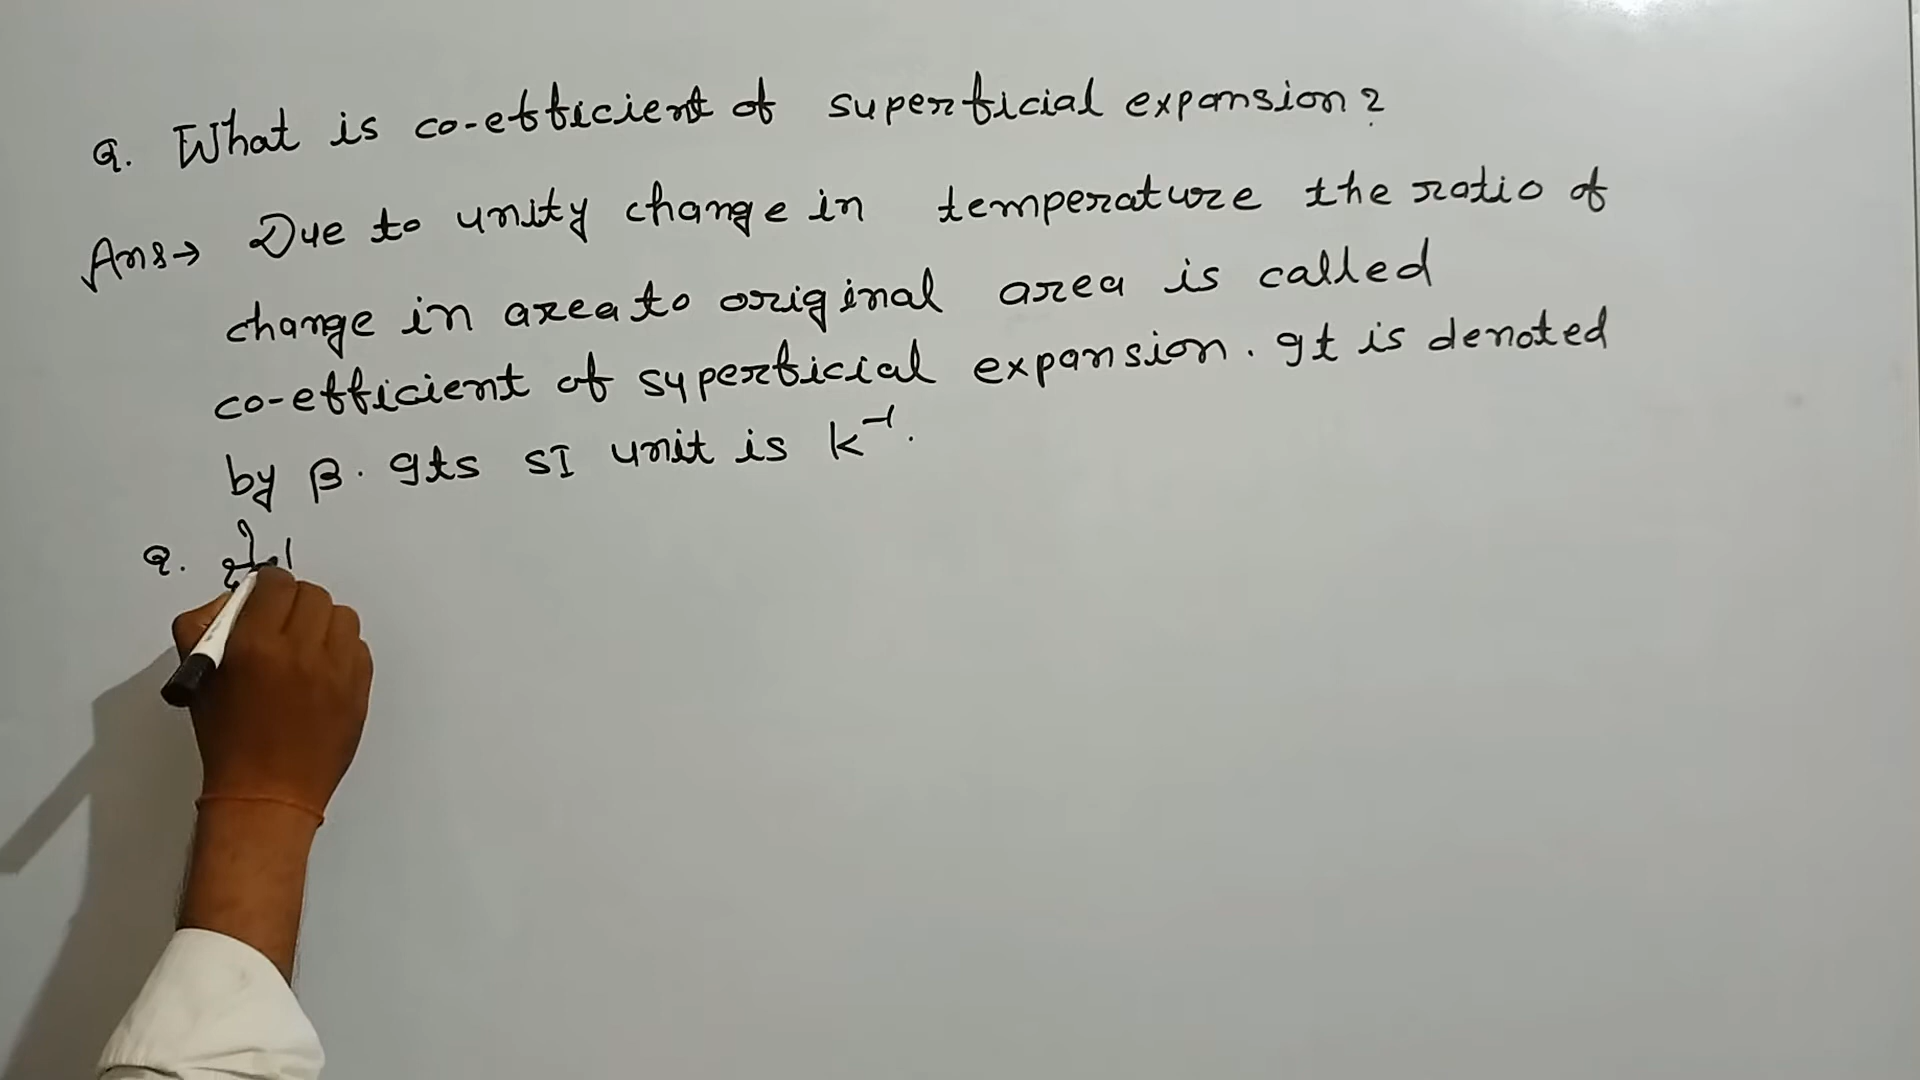 Q. What is co-efficient of superficial expansion?
Ans→ Due to unity change in temperature the ratio of
change in area to original area is called
co-efficient of syperficial expansion. It is denoted
by β. Its SI unit is k⁻¹.
Q.